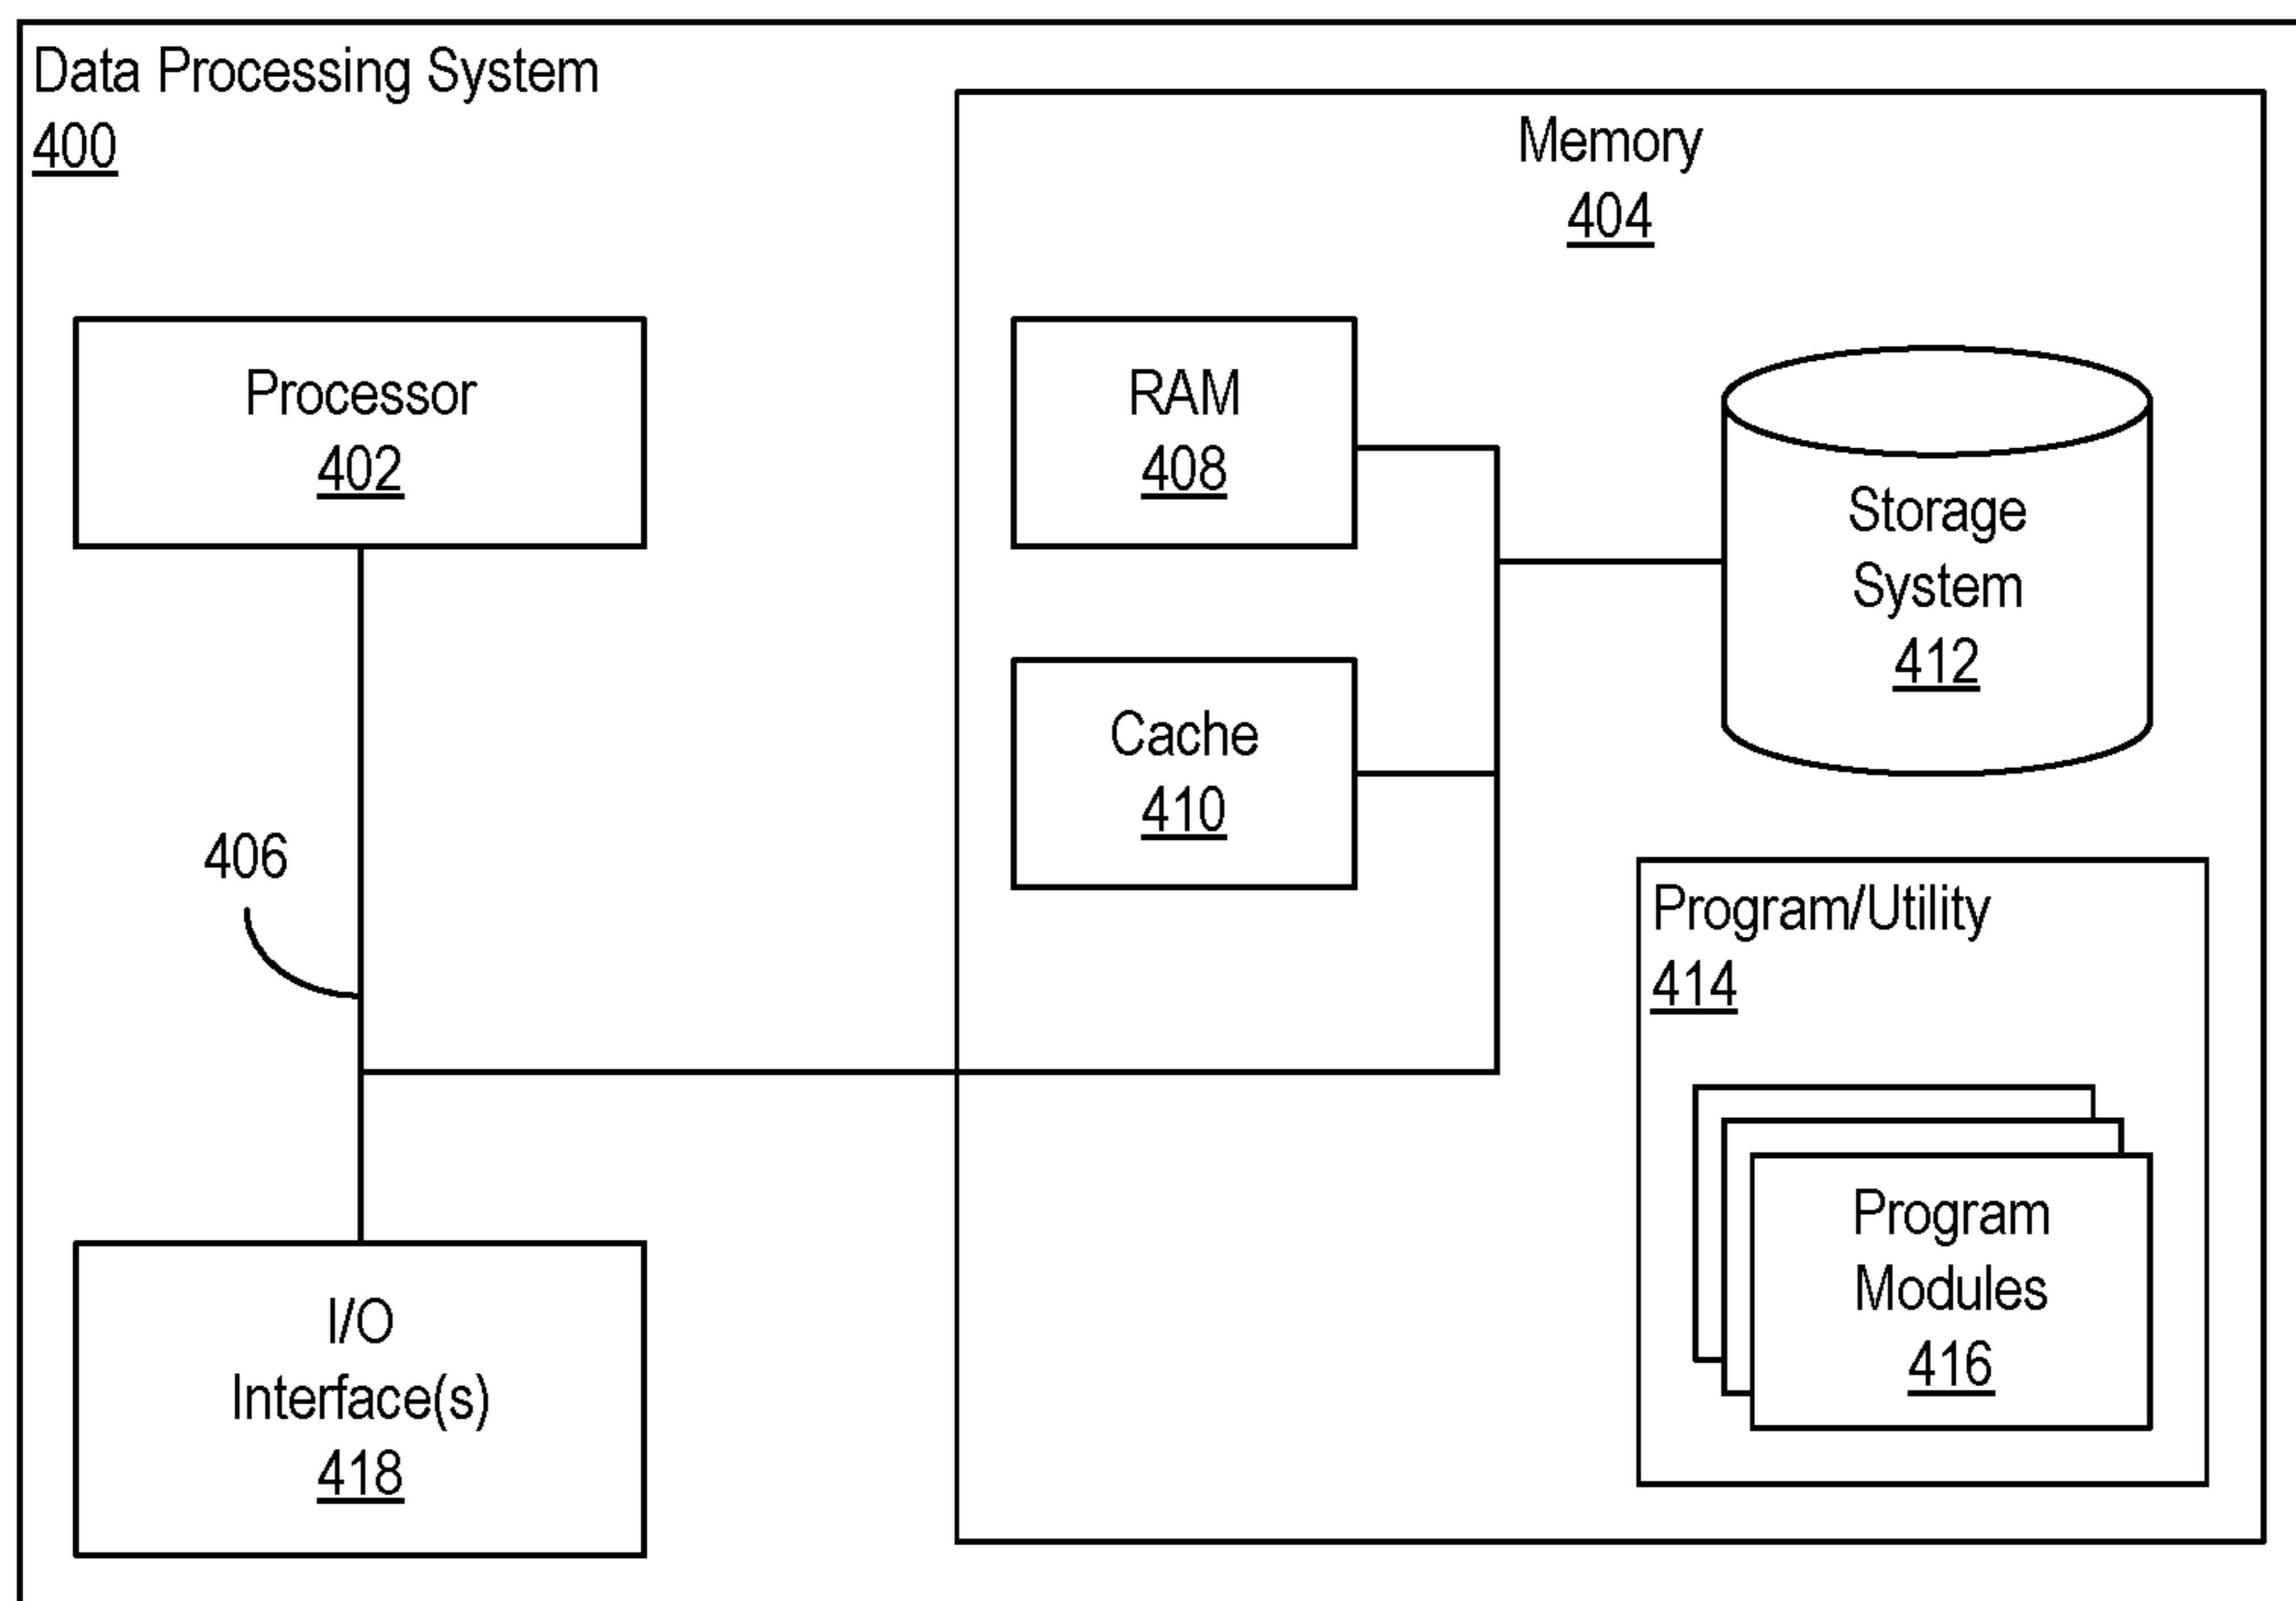 Data Processing System
400
Memory
404
Processor
402
RAM
408
Storage
System
412
Cache
410
406
Program/Utility
414
Program
Modules
416
I/O
Interface(s)
418